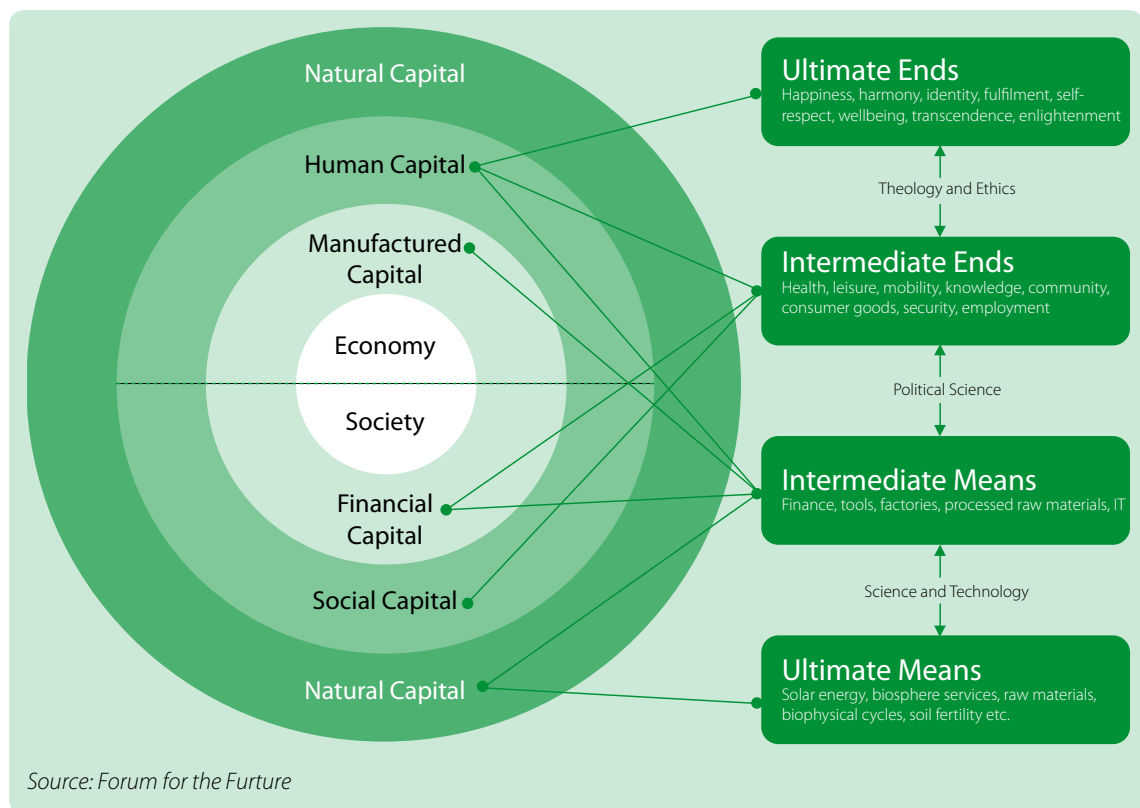 Natural Capital
Human Capital
Manufactured
Capital
Economy
Society
Financial
Capital
Social Capital
Natural Capital
Ultimate Ends
Happiness, harmony, identity, fulfilment, self-
respect, wellbeing, transcendence, enlightenment
Theology and Ethics
Intermediate Ends
Health, leisure, mobility, knowledge, community,
consumer goods, security, employment
Political Science
Intermediate Means
Finance, tools, factories, processed raw materials, IT
Science and Technology
Ultimate Means
Solar energy, biosphere services, raw materials,
biophysical cycles, soil fertility etc.
Source: Forum for the Furture